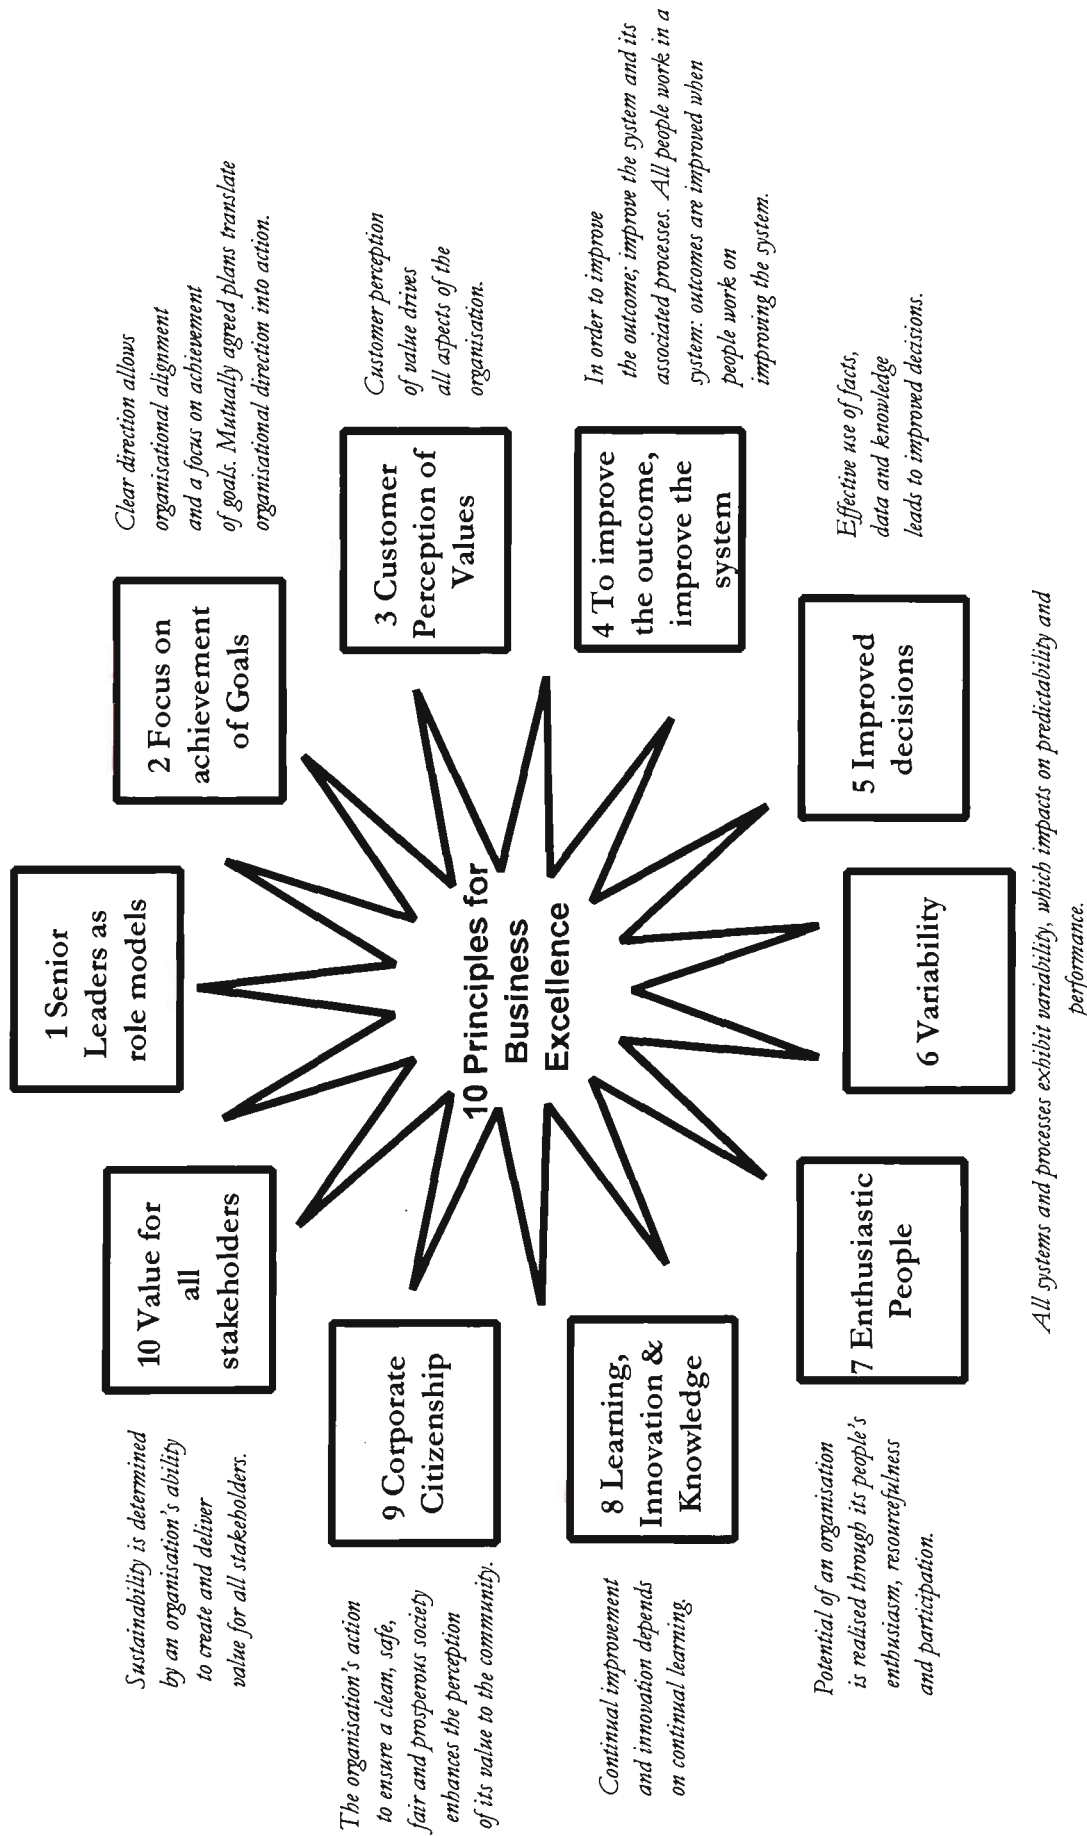 10 Principles for
Business
Excellence
1 Senior
Leaders as
role models
2 Focus on
achievement
of Goals
Clear direction allows
organisational alignment
and a focus on achievement
of goals. Mutually agreed plans translate
organisational direction into action.
3 Customer
Perception of
Values
Customer perception
of value drives
all aspects of the
organisation.
4 To improve
the outcome,
improve the
system
In order to improve
the outcome; improve the system and its
associated processes. All people work in a
system: outcomes are improved when
people work on
improving the system.
5 Improved
decisions
Effective use of facts,
data and knowledge
leads to improved decisions.
6 Variability
All systems and processes exhibit variability, which impacts on predictability and
performance.
7 Enthusiastic
People
Potential of an organisation
is realised through its people's
enthusiasm, resourcefulness
and participation.
8 Learning,
Innovation &
Knowledge
Continual improvement
and innovation depends
on continual learning.
9 Corporate
Citizenship
The organisation's action
to ensure a clean, safe,
fair and prosperous society
enhances the perception
of its value to the community.
10 Value for
all
stakeholders
Sustainability is determined
by an organisation's ability
to create and deliver
value for all stakeholders.